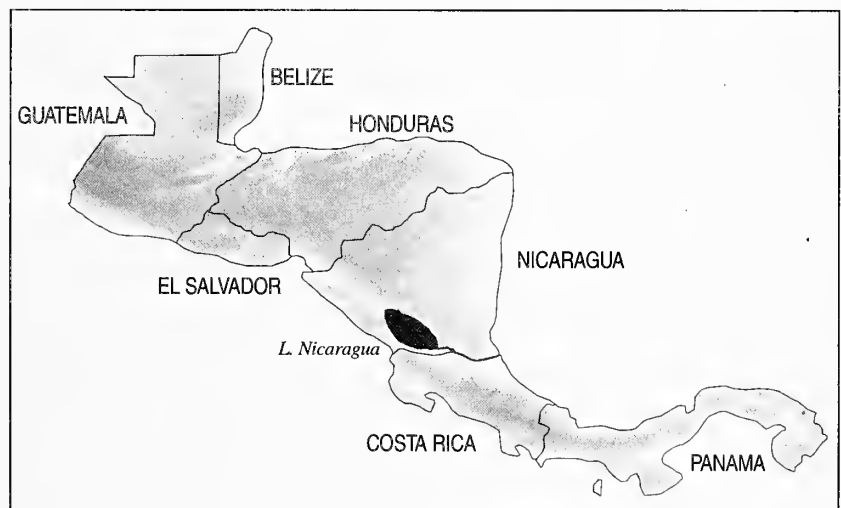 BELIZE
GUATEMALA
HONDURAS
NICARAGUA
EL SALVADOR
L. Nicaragua
COSTA RICA
PANAMA